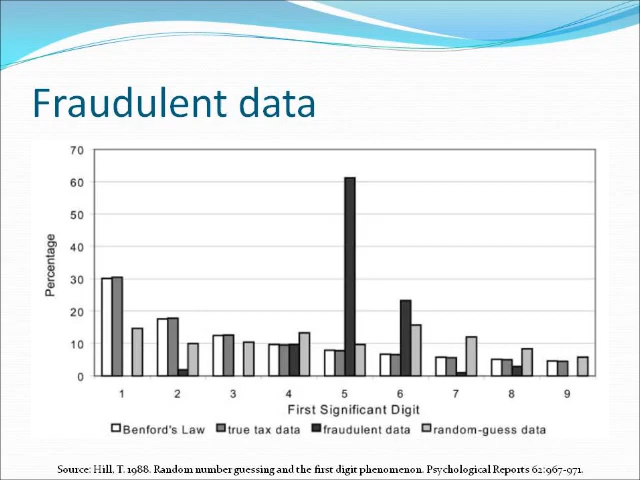 Fraudulent data
70
60
50
40
30
20
10
0
Percentage
1 2 3 4 5 6 7 8 9
First Significant Digit
Benford's Law true tax data fraudulent data random-guess data
Source: Hill, T. 1988. Random number guessing and the first digit phenomenon. Psychological Reports 62:967-971.